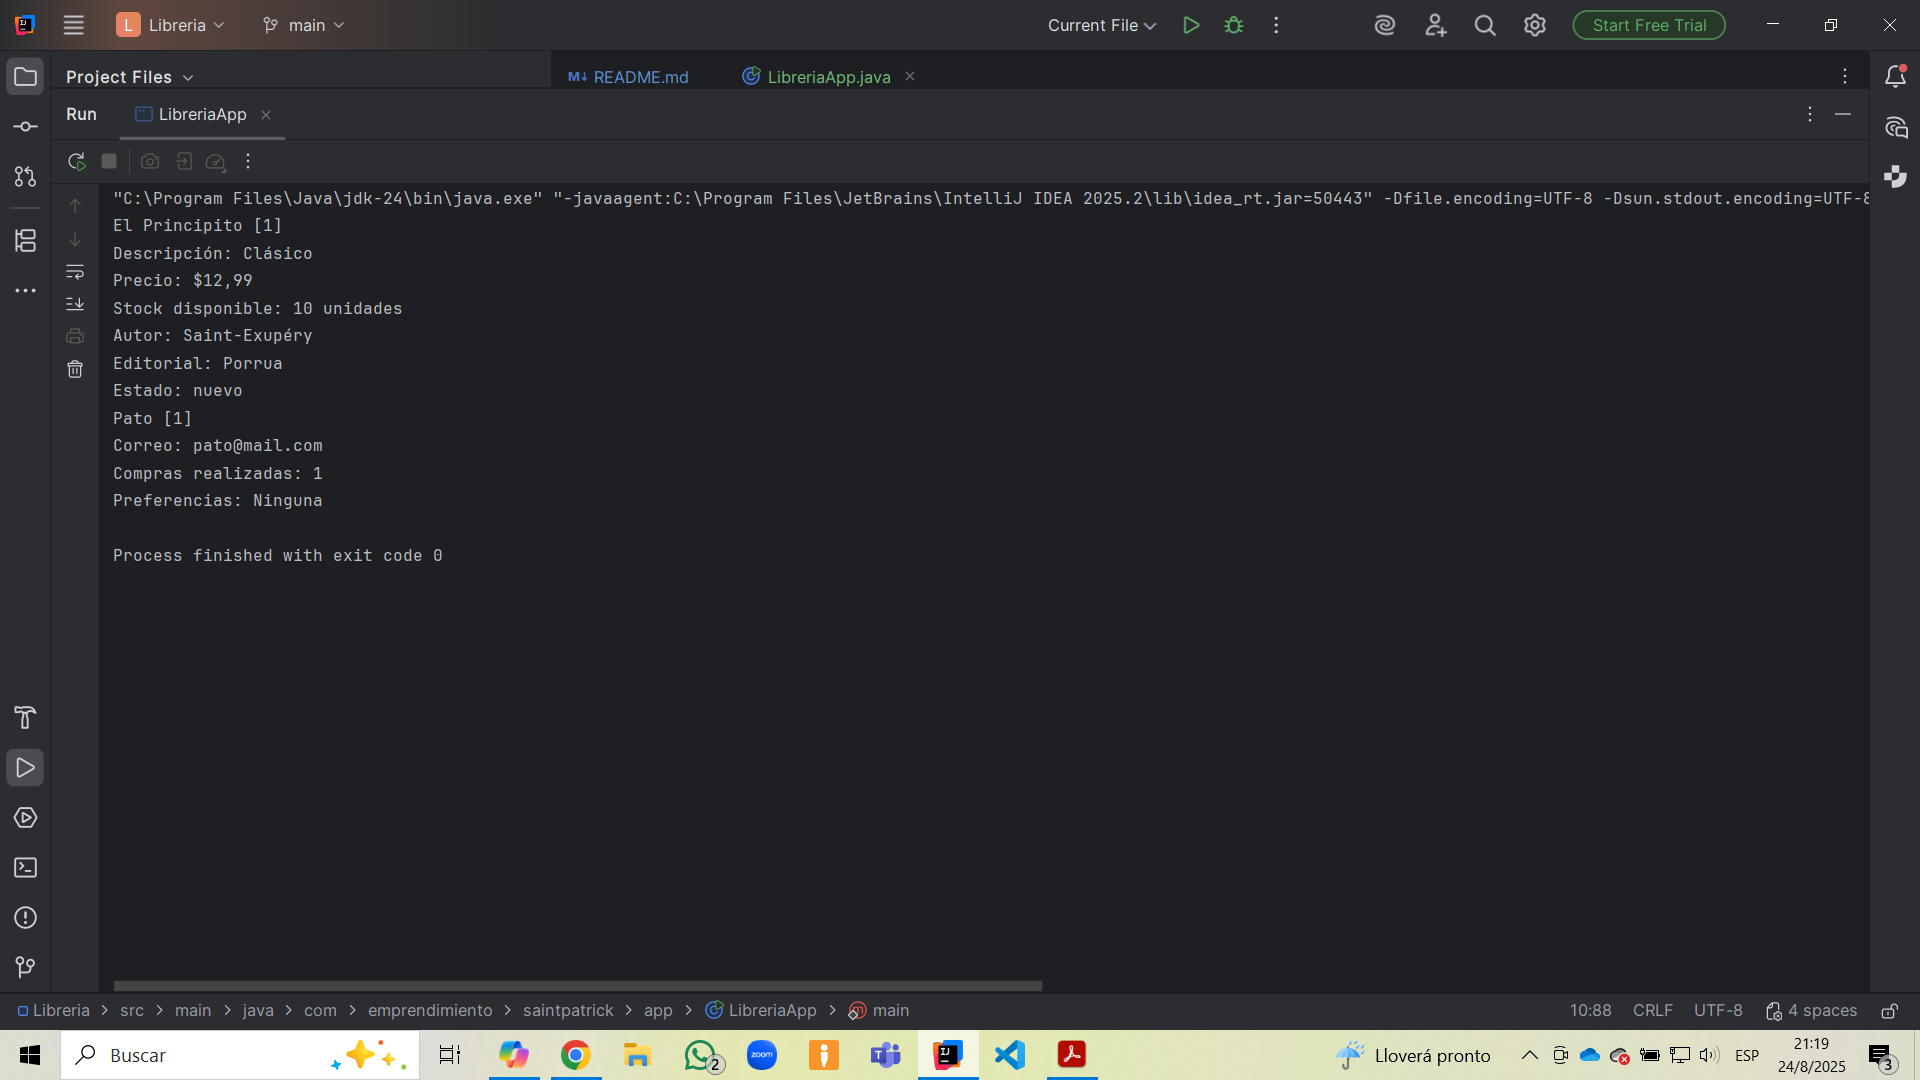 L Libreria main Current File Start Free Trial
Project Files
M↓ README.md LibreriaApp.java
Run LibreriaApp
"C:\Program Files\Java\jdk-24\bin\java.exe" "-javaagent:C:\Program Files\JetBrains\IntelliJ IDEA 2025.2\lib\idea_rt.jar=50443" -Dfile.encoding=UTF-8 -Dsun.stdout.encoding=UTF-8
El Principito [1]
Descripción: Clásico
Precio: $12,99
Stock disponible: 10 unidades
Autor: Saint-Exupéry
Editorial: Porrua
Estado: nuevo
Pato [1]
Correo: pato@mail.com
Compras realizadas: 1
Preferencias: Ninguna
Process finished with exit code 0
Libreria > src > main > java > com > emprendimiento > saintpatrick > app > LibreriaApp > main 10:88 CRLF UTF-8 4 spaces
Buscar 2 zoom Lloverá pronto ESP 21:19
24/8/2025 3